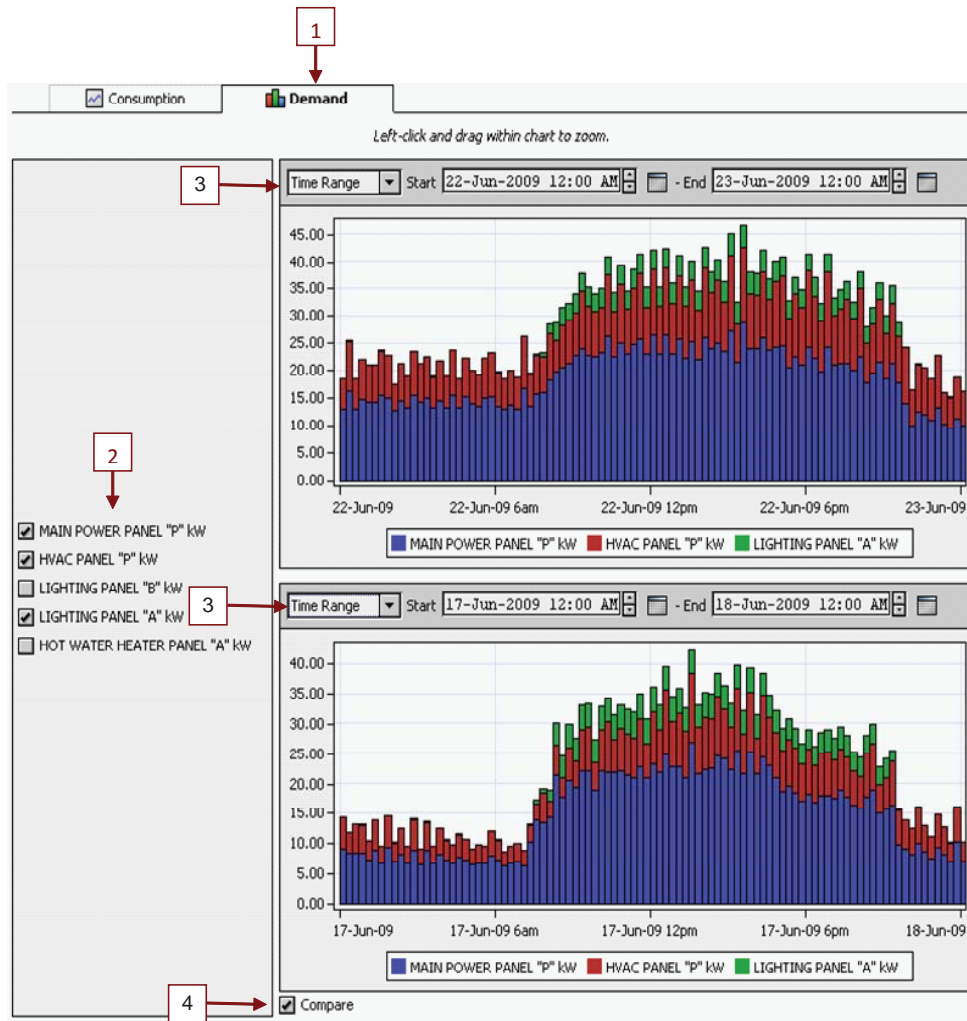 1
Consumption
Demand
Left-click and drag within chart to zoom.
3
Time Range Start 22-Jun-2009 12:00 AM - End 23-Jun-2009 12:00 AM
45.00
40.00
35.00
30.00
25.00
20.00
15.00
10.00
5.00
0.00
22-Jun-09 22-Jun-09 6am 22-Jun-09 12pm 22-Jun-09 6pm 23-Jun-09
MAIN POWER PANEL "P" kW HVAC PANEL "P" kW LIGHTING PANEL "A" kW
2
MAIN POWER PANEL "P" kW
HVAC PANEL "P" kW
LIGHTING PANEL "B" kW
LIGHTING PANEL "A" kW
HOT WATER HEATER PANEL "A" kW
3
Time Range Start 17-Jun-2009 12:00 AM - End 18-Jun-2009 12:00 AM
40.00
35.00
30.00
25.00
20.00
15.00
10.00
5.00
0.00
17-Jun-09 17-Jun-09 6am 17-Jun-09 12pm 17-Jun-09 6pm 18-Jun-09
MAIN POWER PANEL "P" kW HVAC PANEL "P" kW LIGHTING PANEL "A" kW
4
Compare